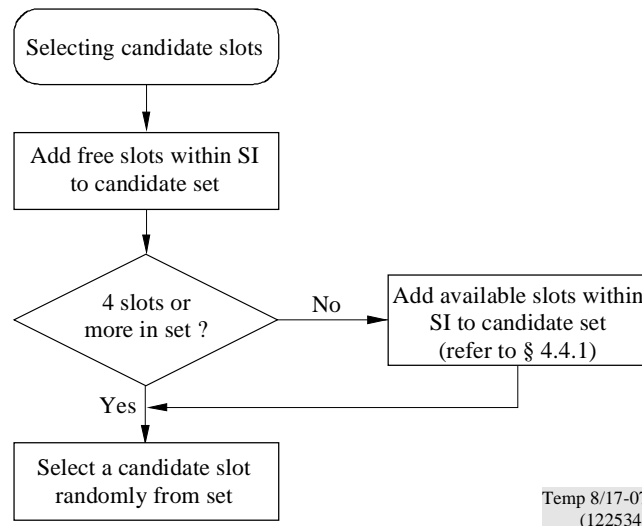 Selecting candidate slots
Add free slots within SI
to candidate set
4 slots or
more in set ?
No
Add available slots within
SI to candidate set
(refer to § 4.4.1)
Yes
Select a candidate slot
randomly from set
Temp 8/17-07
(122534